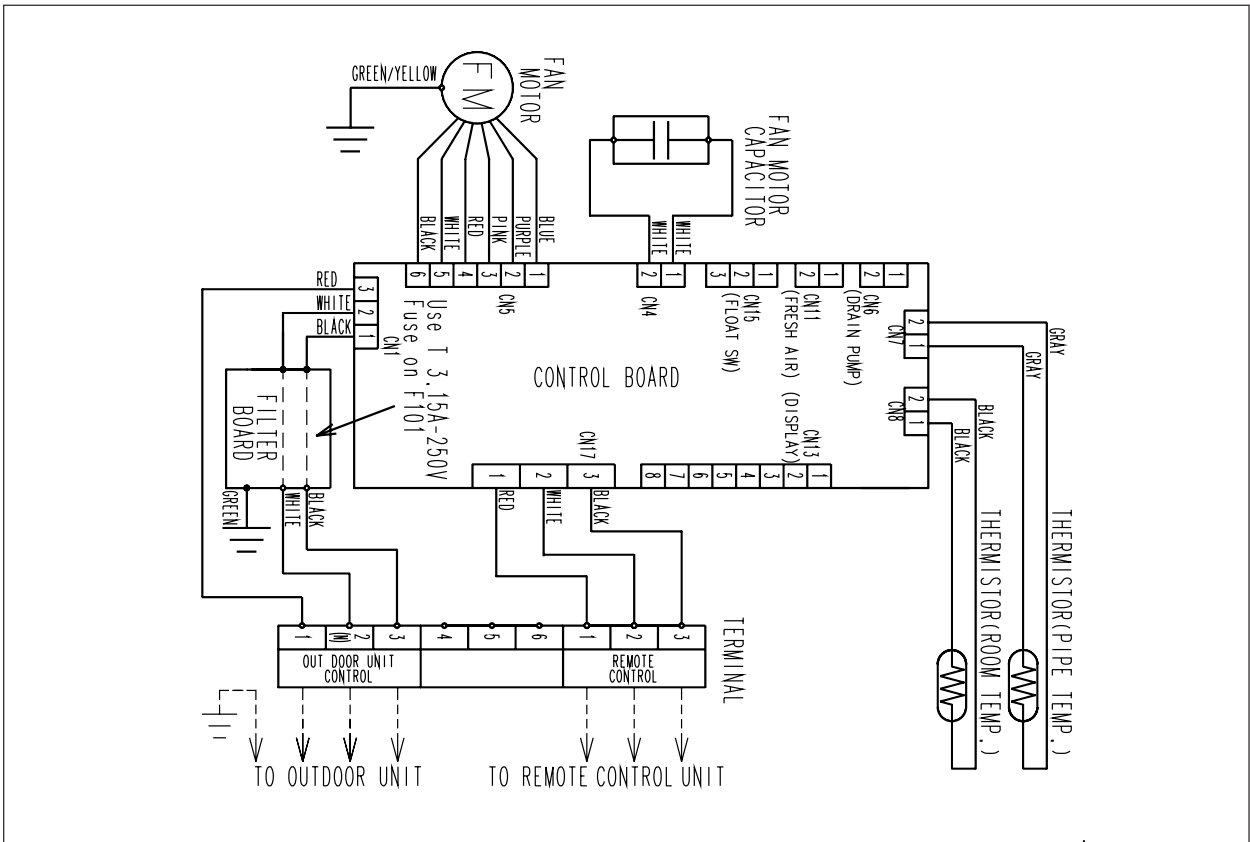 GREEN/YELLOW
FM
FAN
MOTOR
FAN MOTOR
CAPACITOR
BLACK
WHITE
RED
PINK
PURPLE
BLUE
WHITE
WHITE
6
5
4
3
2
1
CN5
2
1
CN4
3
2
1
CN15
(FLOAT SW)
2
1
CN11
(FRESH AIR)
2
1
CN6
(DRAIN PUMP)
RED
WHITE
BLACK
3
2
1
CN1
Use T 3.15A-250V
Fuse on F101
CONTROL BOARD
2
1
CN7
GRAY
GRAY
2
1
CN8
BLACK
BLACK
FILTER
BOARD
CN17
1
2
3
(DISPLAY)
CN13
8
7
6
5
4
3
2
1
GREEN
WHITE
BLACK
RED
WHITE
BLACK
THERMISTOR(ROOM TEMP.)
THERMISTOR(PIPE TEMP.)
TERMINAL
1
2
(N)
3
4
5
6
1
2
3
OUT DOOR UNIT
CONTROL
REMOTE
CONTROL
TO OUTDOOR UNIT
TO REMOTE CONTROL UNIT